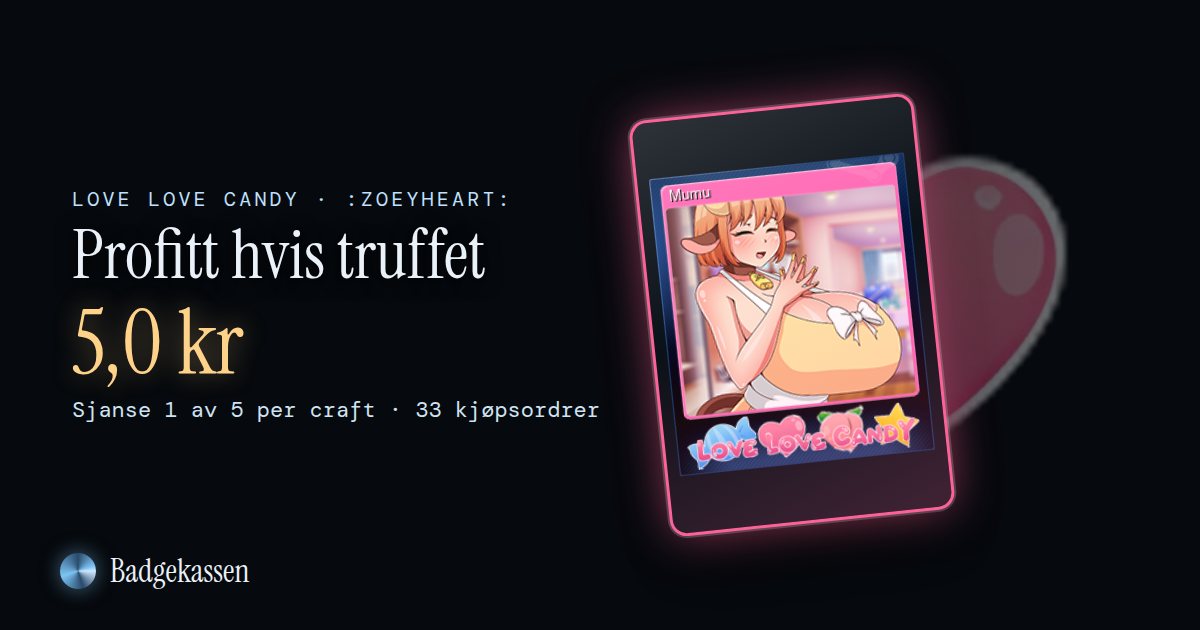 LOVE LOVE CANDY · :ZOEYHEART:
Profitt hvis truffet
5,0 kr
Sjanse 1 av 5 per craft · 33 kjøpsordrer
Mumu
LOVE LOVE CANDY
Badgekassen